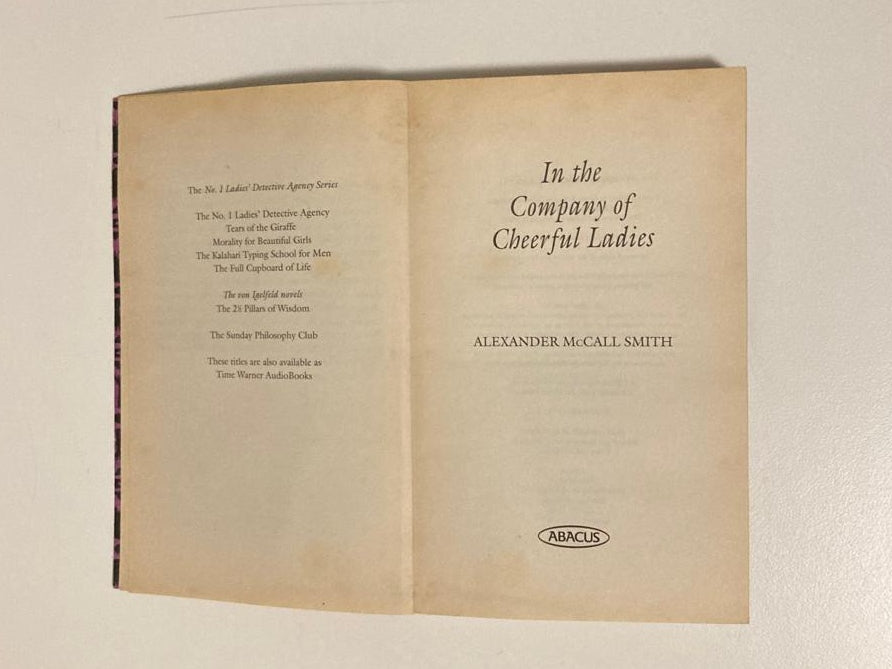 The No. 1 Ladies' Detective Agency Series
The No. 1 Ladies' Detective Agency
Tears of the Giraffe
Morality for Beautiful Girls
The Kalahari Typing School for Men
The Full Cupboard of Life
The von Igelfeld novels
The 2½ Pillars of Wisdom
The Sunday Philosophy Club
These titles are also available as
Time Warner AudioBooks
In the
Company of
Cheerful Ladies
ALEXANDER McCALL SMITH
ABACUS